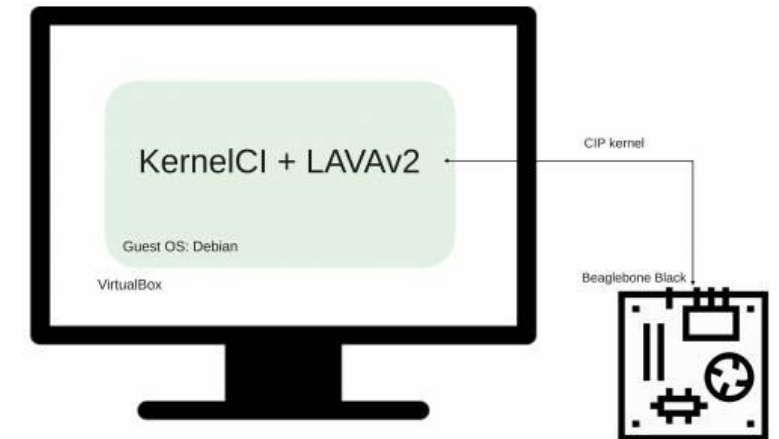 CIP kernel
KernelCI + LAVAv2
Guest OS: Debian
VirtualBox
Beaglebone Black